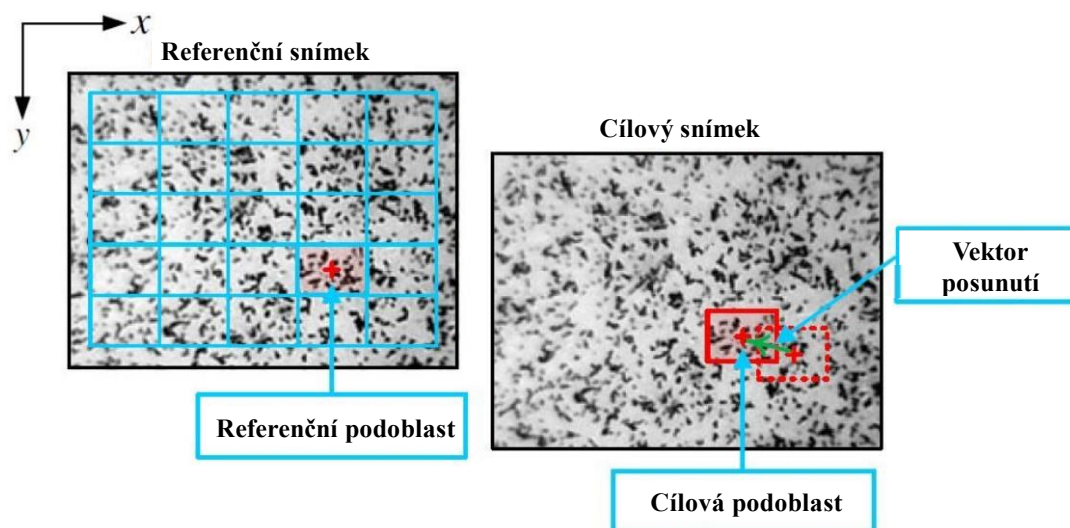 x
Referenční snímek
y
Cílový snímek
Vektor
posunutí
Referenční podoblast
Cílová podoblast